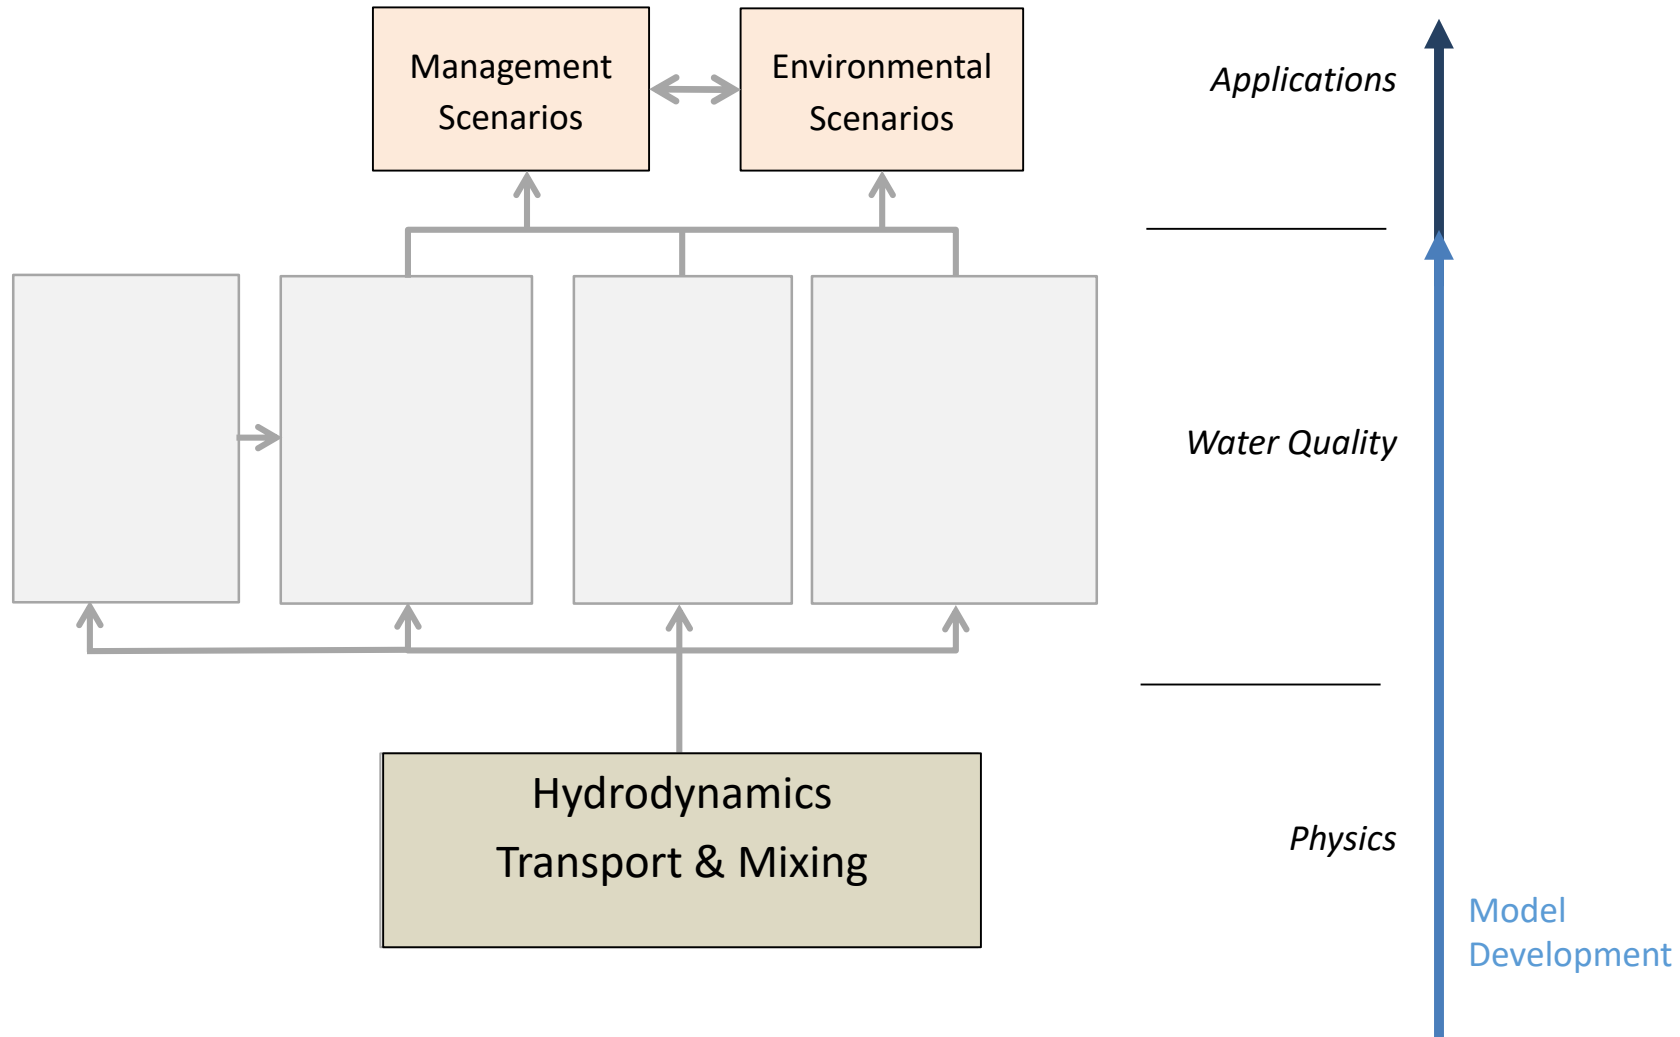 Management
Scenarios
Environmental
Scenarios
Applications
Water Quality
Hydrodynamics
Transport & Mixing
Physics
Model
Development